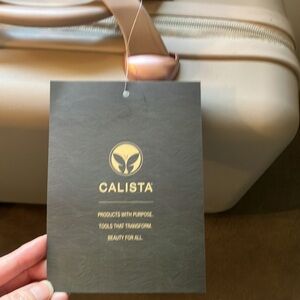 CALISTA
PRODUCTS WITH PURPOSE.
TOOLS THAT TRANSFORM.
BEAUTY FOR ALL.